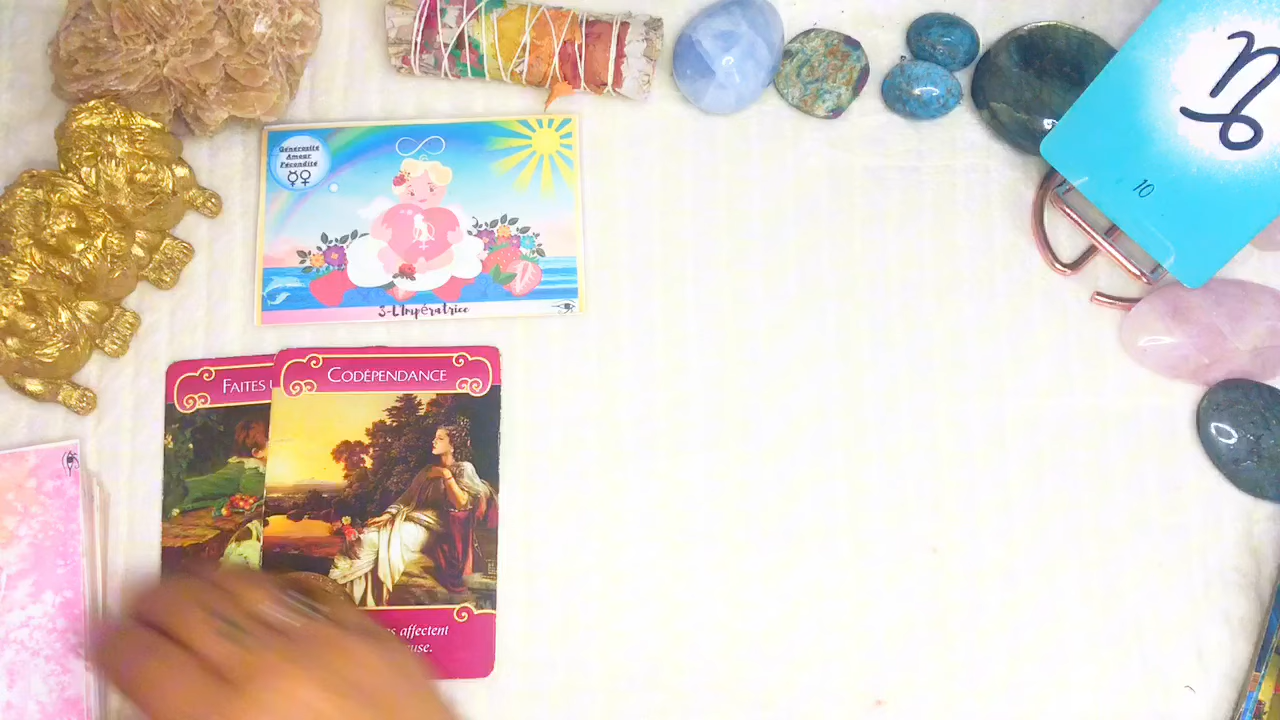 Générosité
Amour
Fécondité
3-L'Impératrice
10
FAITES
CODÉPENDANCE
affectent